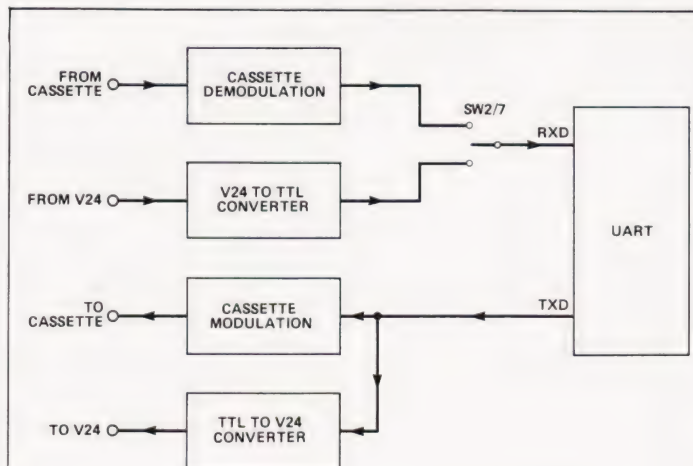 FROM
CASSETTE
CASSETTE
DEMODULATION
SW2/7
RXD
FROM V24
V24 TO TTL
CONVERTER
UART
TO
CASSETTE
CASSETTE
MODULATION
TXD
TO V24
TTL TO V24
CONVERTER